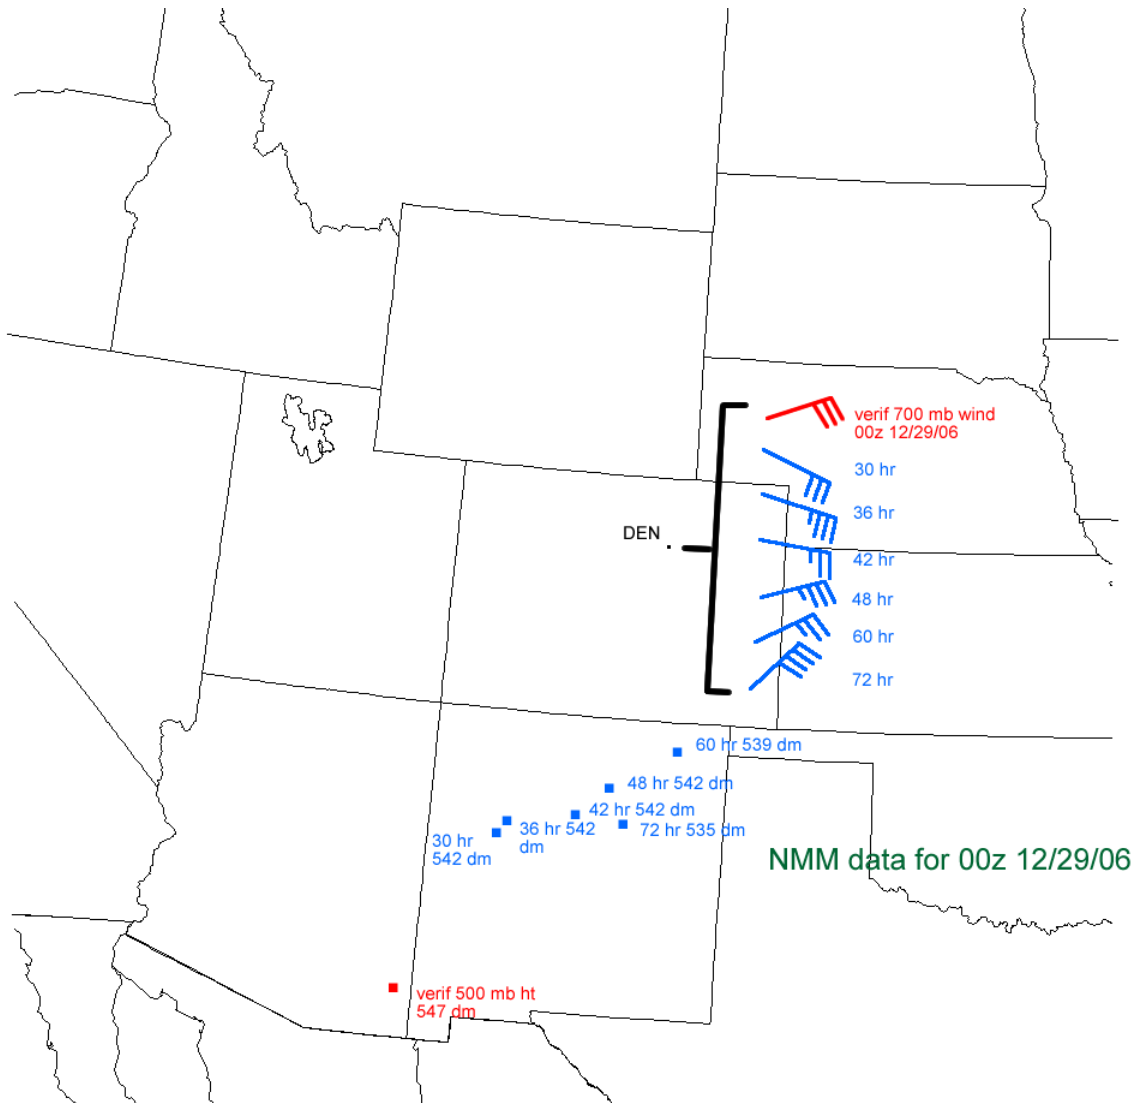 verif 700 mb wind
00z 12/29/06
30 hr
36 hr
DEN
42 hr
48 hr
60 hr
72 hr
60 hr 539 dm
48 hr 542 dm
42 hr 542 dm
36 hr 542
dm
72 hr 535 dm
30 hr
542 dm
NMM data for 00z 12/29/06
verif 500 mb ht
547 dm